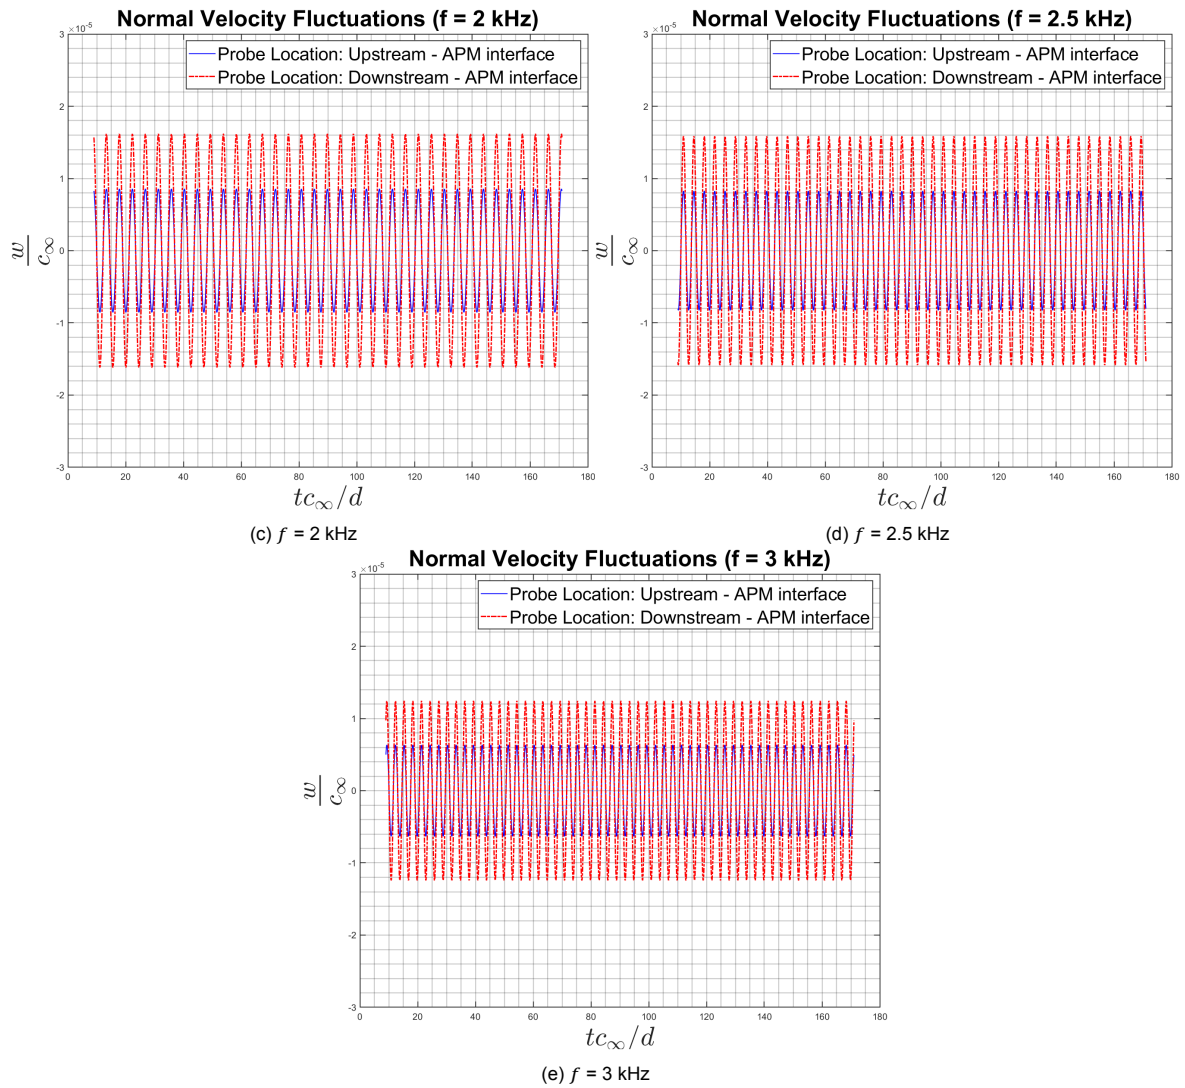 Normal Velocity Fluctuations (f = 2 kHz)
×10-5
3
2
1
0
-1
-2
-3
Probe Location: Upstream - APM interface
Probe Location: Downstream - APM interface
w/c∞
0 20 40 60 80 100 120 140 160 180
tc∞/d
(c) f = 2 kHz
Normal Velocity Fluctuations (f = 2.5 kHz)
×10-5
3
2
1
0
-1
-2
-3
Probe Location: Upstream - APM interface
Probe Location: Downstream - APM interface
w/c∞
0 20 40 60 80 100 120 140 160 180
tc∞/d
(d) f = 2.5 kHz
Normal Velocity Fluctuations (f = 3 kHz)
×10-5
3
2
1
0
-1
-2
-3
Probe Location: Upstream - APM interface
Probe Location: Downstream - APM interface
w/c∞
0 20 40 60 80 100 120 140 160 180
tc∞/d
(e) f = 3 kHz